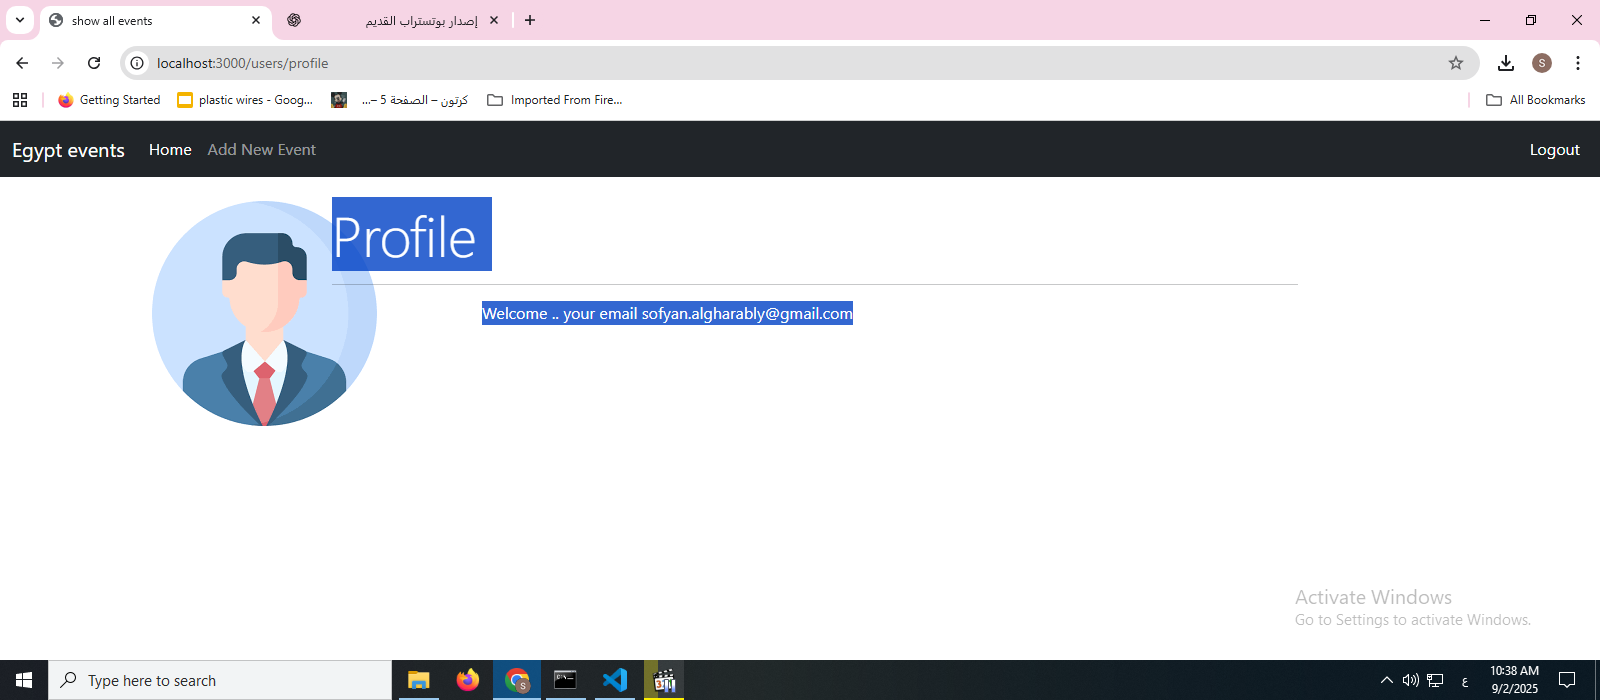 show all events
إصدار بوتستراب القديم
localhost:3000/users/profile
S
Getting Started
plastic wires - Goog...
كرتون – الصفحة 5 –...
Imported From Fire...
All Bookmarks
Egypt events
Home
Add New Event
Logout
Profile
Welcome .. your email sofyan.algharably@gmail.com
Activate Windows
Go to Settings to activate Windows.
Type here to search
S
ع
10:38 AM
9/2/2025